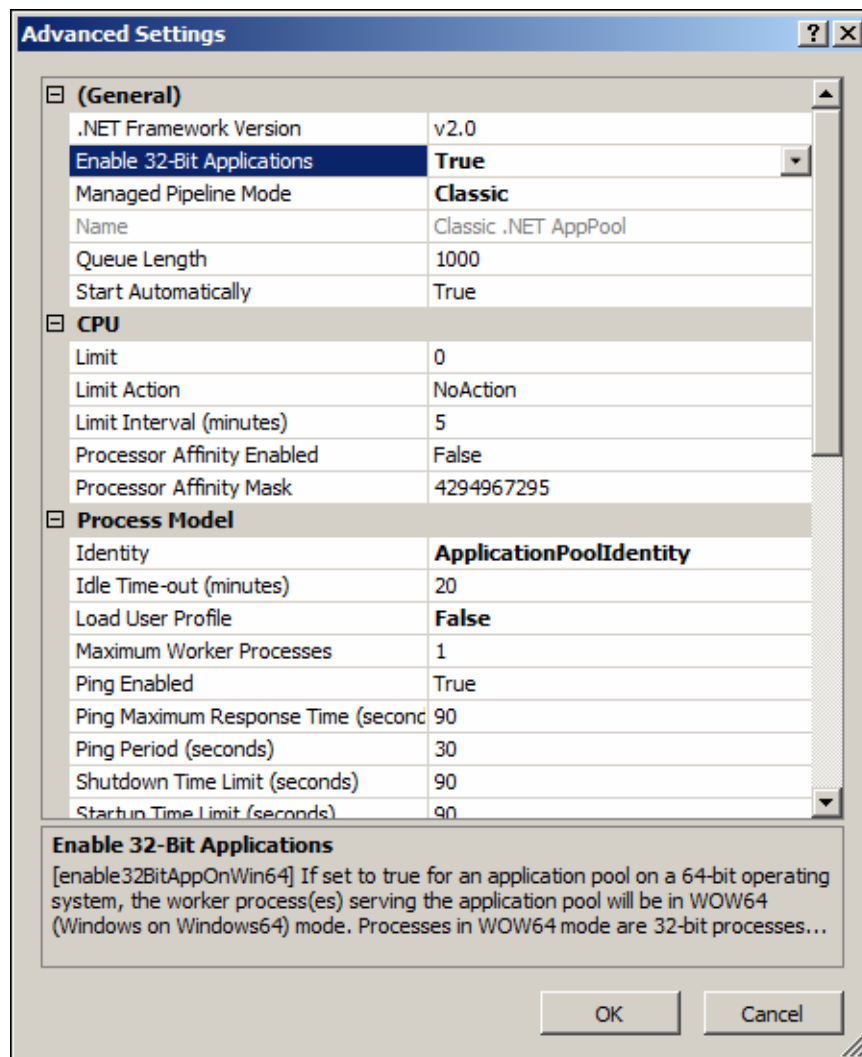 Advanced Settings
(General)
.NET Framework Version v2.0
Enable 32-Bit Applications True
Managed Pipeline Mode Classic
Name Classic .NET AppPool
Queue Length 1000
Start Automatically True
CPU
Limit 0
Limit Action NoAction
Limit Interval (minutes) 5
Processor Affinity Enabled False
Processor Affinity Mask 4294967295
Process Model
Identity ApplicationPoolIdentity
Idle Time-out (minutes) 20
Load User Profile False
Maximum Worker Processes 1
Ping Enabled True
Ping Maximum Response Time (second 90
Ping Period (seconds) 30
Shutdown Time Limit (seconds) 90
Startup Time Limit (seconds) 90
Enable 32-Bit Applications
[enable32BitAppOnWin64] If set to true for an application pool on a 64-bit operating
system, the worker process(es) serving the application pool will be in WOW64
(Windows on Windows64) mode. Processes in WOW64 mode are 32-bit processes...
OK Cancel